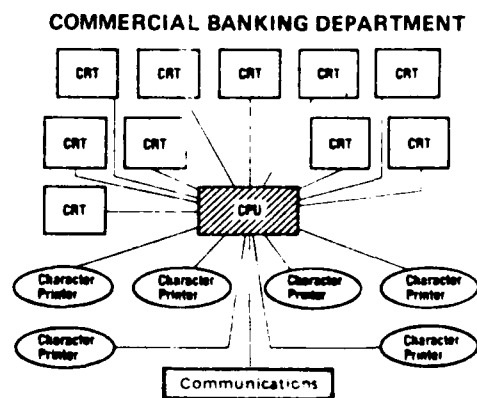 COMMERCIAL BANKING DEPARTMENT
CRT CRT CRT CRT CRT
CRT CRT CRT CRT
CRT
CPU
Character Printer
Character Printer
Character Printer
Character Printer
Character Printer
Character Printer
Communications